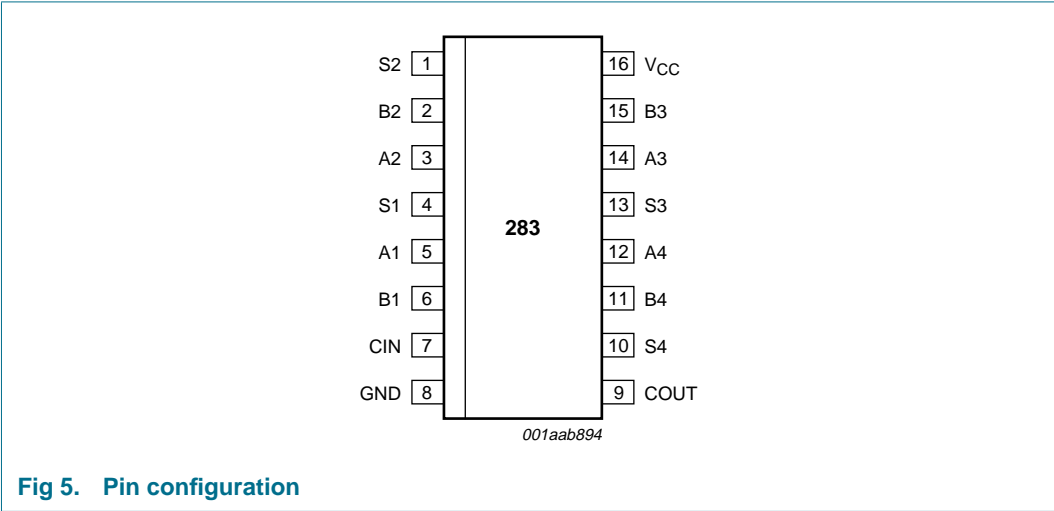 S2 1 16 VCC
B2 2 15 B3
A2 3 14 A3
S1 4 13 S3
283
A1 5 12 A4
B1 6 11 B4
CIN 7 10 S4
GND 8 9 COUT
001aab894
Fig 5. Pin configuration